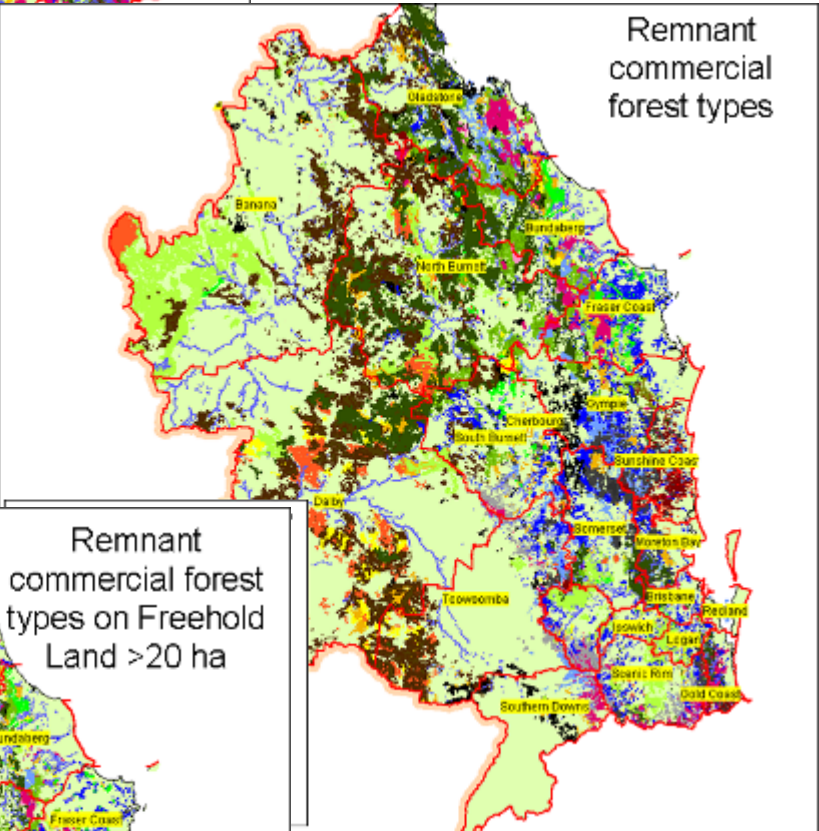 Remnant
commercial
forest types
Gladstone
Banana
Bundaberg
North Burnett
Fraser Coast
Gympie
Cherbourg
South Burnett
Sunshine Coast
Dalby
Somerset
Moreton Bay
Toowoomba
Brisbane
Redland
Ipswich
Logan
Scenic Rim
Gold Coast
Southern Downs
Remnant
commercial forest
types on Freehold
Land >20 ha
undaberg
Fraser Coast